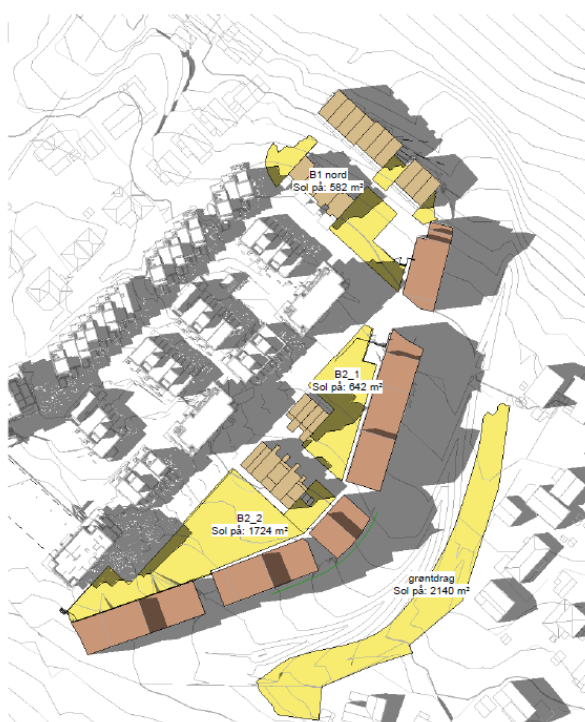 B1 nord
Sol på: 582 m²
B2_1
Sol på: 642 m²
B2_2
Sol på: 1724 m²
grøntdrag
Sol på: 2140 m²